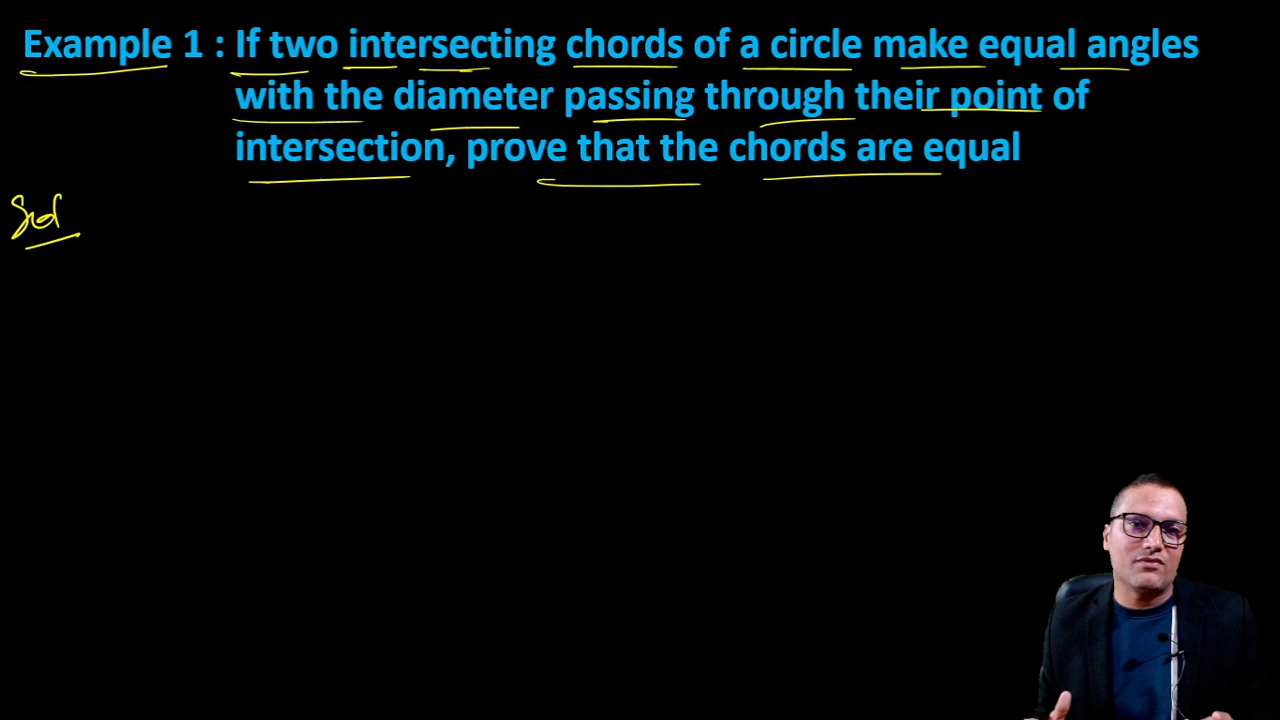 Example 1 : If two intersecting chords of a circle make equal angles
with the diameter passing through their point of
intersection, prove that the chords are equal
Sol